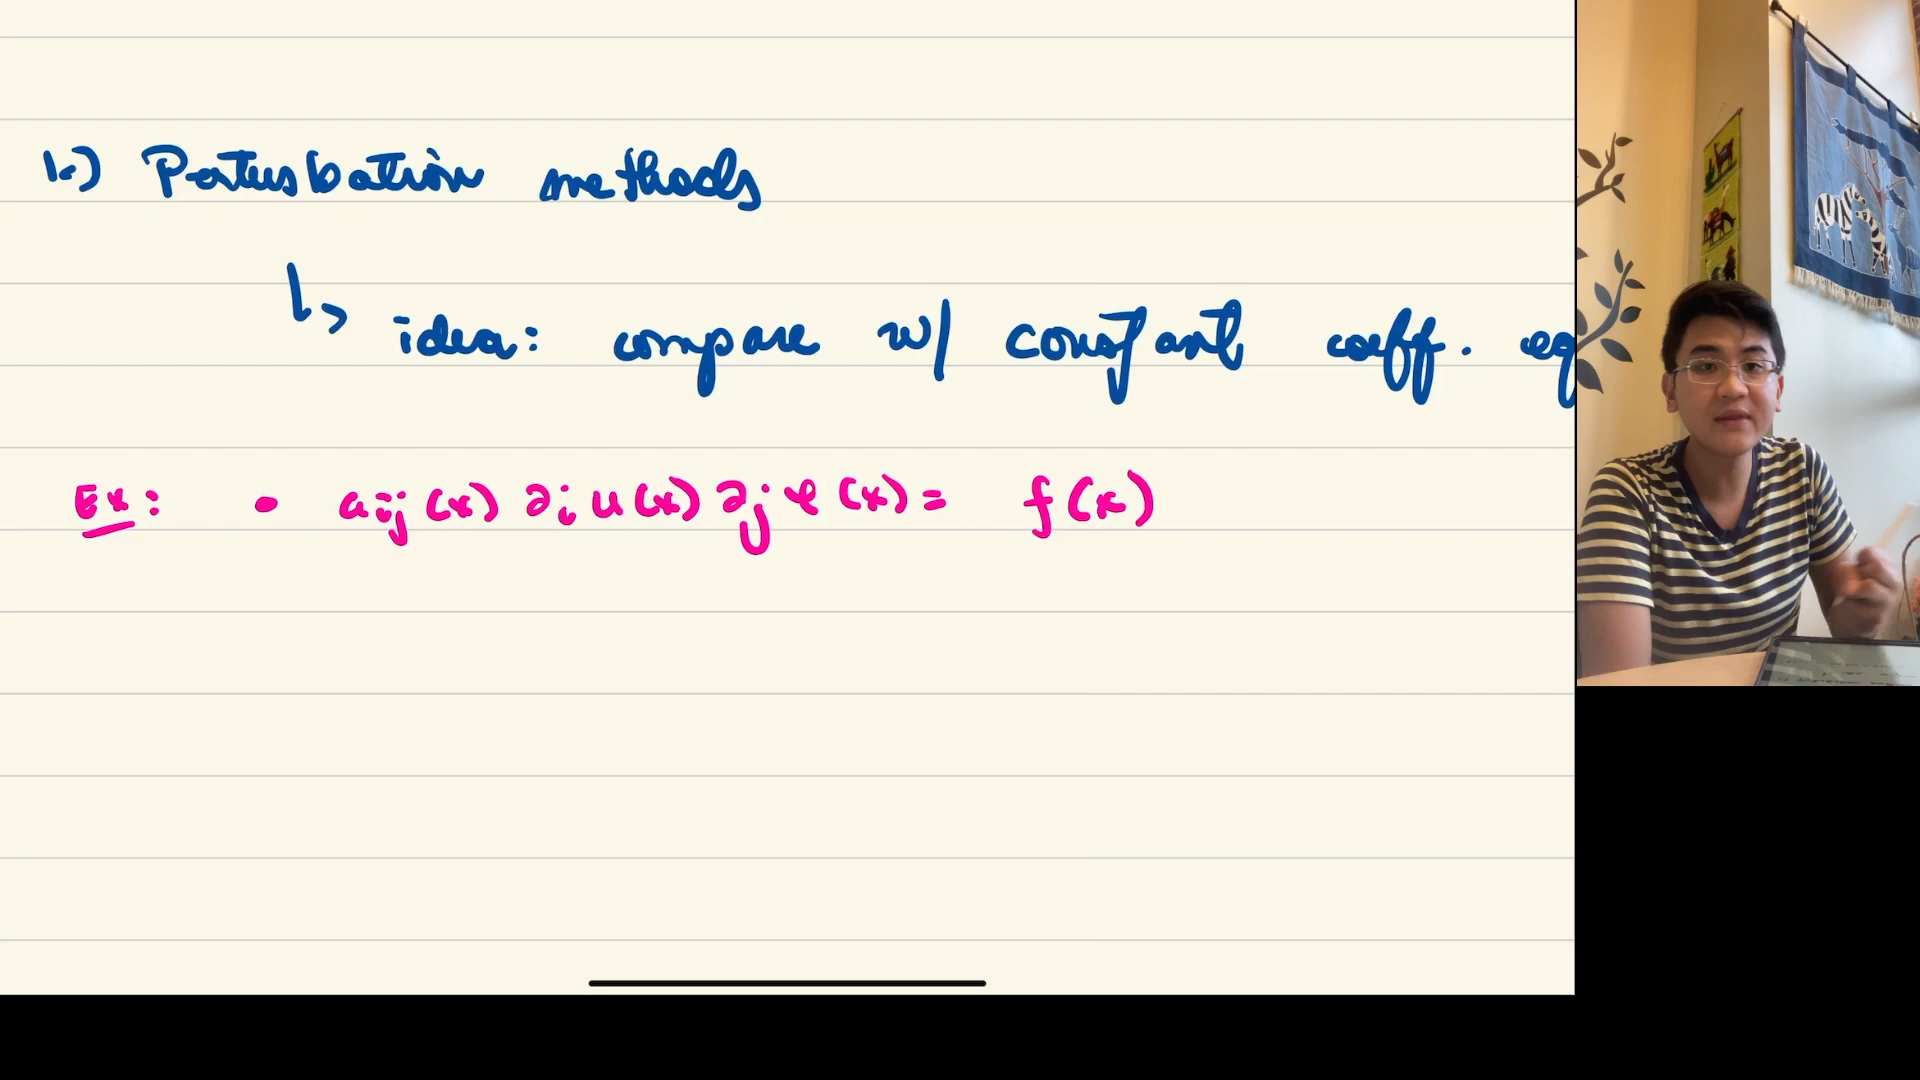 1.) Perturbation methods
↳ idea: compare w/ constant coeff. eq
Ex: • aij (x) ∂i u(x) ∂j φ(x) = f(x)